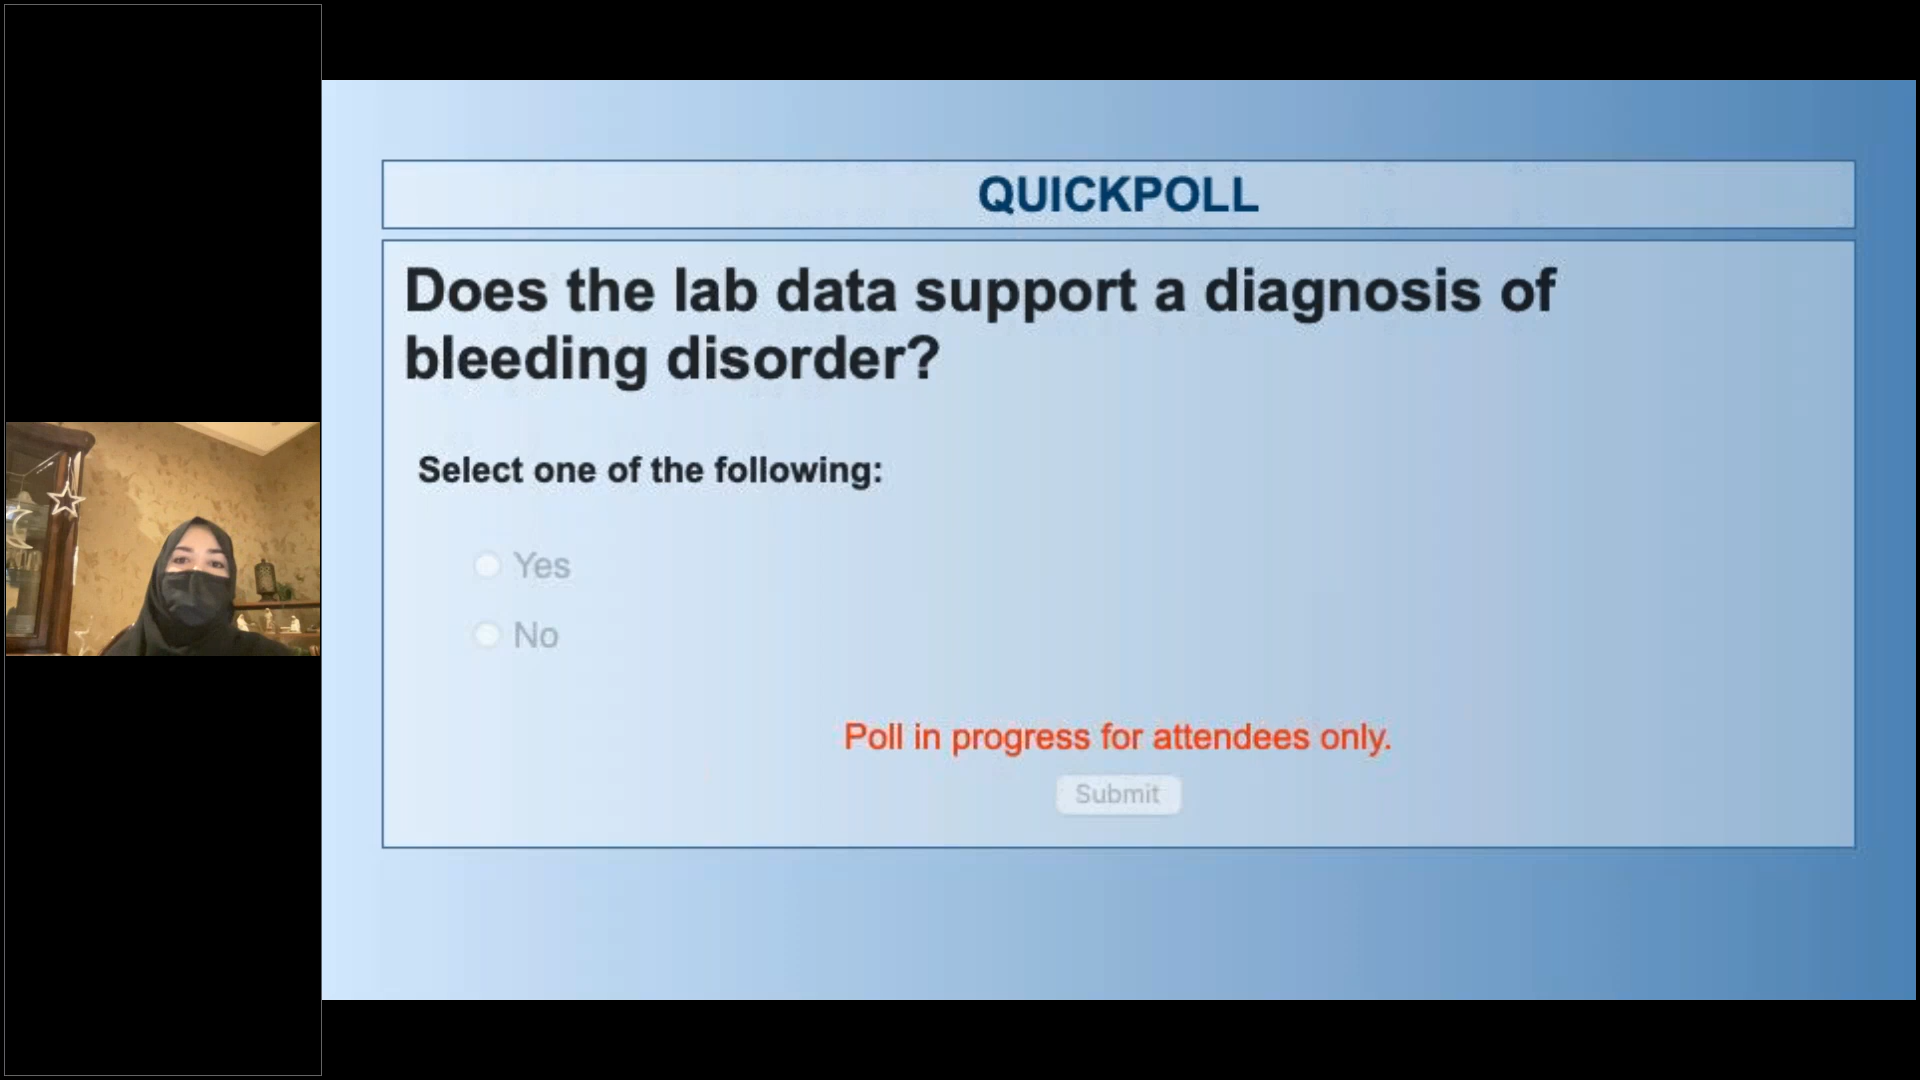 QUICKPOLL
Does the lab data support a diagnosis of
bleeding disorder?
Select one of the following:
Yes
No
Poll in progress for attendees only.
Submit